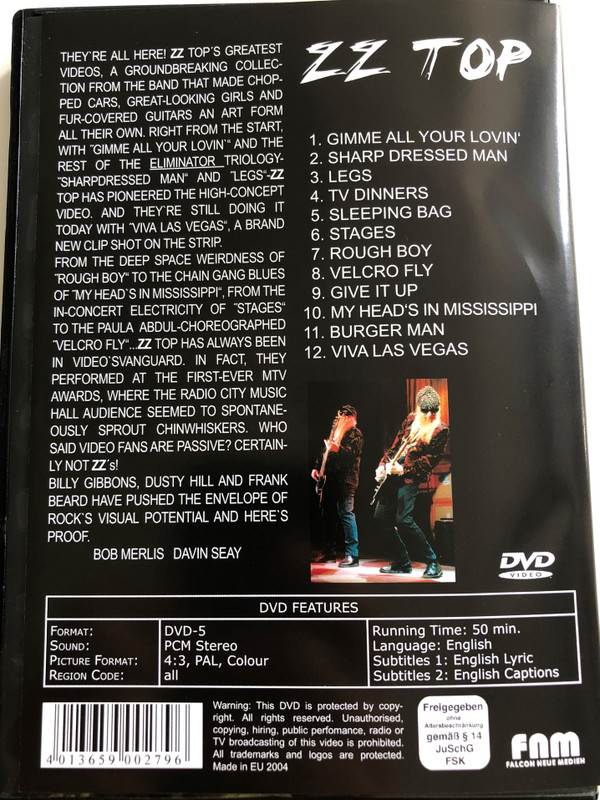 THEY`RE ALL HERE! ZZ TOP`S GREATEST
VIDEOS, A GROUNDBREAKING COLLEC-
TION FROM THE BAND THAT MADE CHOP-
PED CARS, GREAT-LOOKING GIRLS AND
FUR-COVERED GUITARS AN ART FORM
ALL THEIR OWN. RIGHT FROM THE START,
WITH ˝GIMME ALL YOUR LOVIN`“ AND THE
REST OF THE ELIMINATOR TRIOLOGY-
˝SHARPDRESSED MAN“ AND ˝LEGS“-ZZ
TOP HAS PIONEERED THE HIGH-CONCEPT
VIDEO. AND THEY`RE STILL DOING IT
TODAY WITH ˝VIVA LAS VEGAS“, A BRAND
NEW CLIP SHOT ON THE STRIP.
FROM THE DEEP SPACE WEIRDNESS OF
˝ROUGH BOY“ TO THE CHAIN GANG BLUES
OF ˝MY HEAD`S IN MISSISSIPPI“, FROM THE
IN-CONCERT ELECTRICITY OF ˝STAGES“
TO THE PAULA ABDUL-CHOREOGRAPHED
˝VELCRO FLY“...ZZ TOP HAS ALWAYS BEEN
IN VIDEO`SVANGUARD. IN FACT, THEY
PERFORMED AT THE FIRST-EVER MTV
AWARDS, WHERE THE RADIO CITY MUSIC
HALL AUDIENCE SEEMED TO SPONTANE-
OUSLY SPROUT CHINWHISKERS. WHO
SAID VIDEO FANS ARE PASSIVE? CERTAIN-
LY NOT ZZ`s!
BILLY GIBBONS, DUSTY HILL AND FRANK
BEARD HAVE PUSHED THE ENVELOPE OF
ROCK`S VISUAL POTENTIAL AND HERE`S
PROOF.
BOB MERLIS DAVIN SEAY
ZZ TOP
1. GIMME ALL YOUR LOVIN‘
2. SHARP DRESSED MAN
3. LEGS
4. TV DINNERS
5. SLEEPING BAG
6. STAGES
7. ROUGH BOY
8. VELCRO FLY
9. GIVE IT UP
10. MY HEAD‘S IN MISSISSIPPI
11. BURGER MAN
12. VIVA LAS VEGAS
DVD
VIDEO
DVD FEATURES
FORMAT: DVD-5
SOUND: PCM Stereo
PICTURE FORMAT: 4:3, PAL, Colour
REGION CODE: all
Running Time: 50 min.
Language: English
Subtitles 1: English Lyric
Subtitles 2: English Captions
4 013659 002796
Warning: This DVD is protected by copy-
right. All rights reserved. Unauthorised,
copying, hiring, public perfomance, radio or
TV broadcasting of this video is prohibited.
All trademarks and logos are protected.
Made in EU 2004
Freigegeben
ohne
Altersbeschränkung
gemäß § 14
JuSchG
FSK
FNM
FALCON NEUE MEDIEN